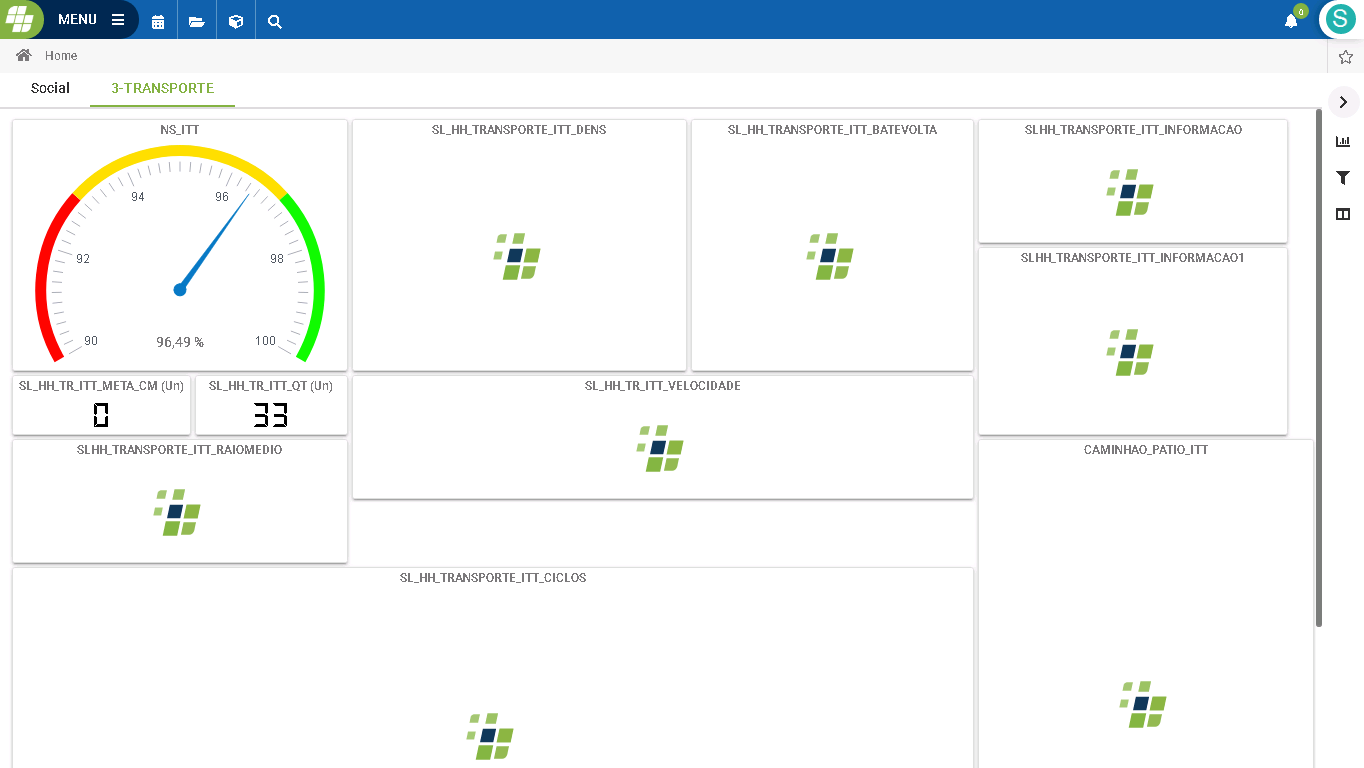 MENU
0
S
Home
Social
3-TRANSPORTE
NS_ITT
90
92
94
96
98
100
96,49 %
SL_HH_TRANSPORTE_ITT_DENS
SL_HH_TRANSPORTE_ITT_BATEVOLTA
SLHH_TRANSPORTE_ITT_INFORMACAO
SLHH_TRANSPORTE_ITT_INFORMACAO1
SL_HH_TR_ITT_META_CM (Un)
0
SL_HH_TR_ITT_QT (Un)
33
SL_HH_TR_ITT_VELOCIDADE
SLHH_TRANSPORTE_ITT_RAIOMEDIO
CAMINHAO_PATIO_ITT
SL_HH_TRANSPORTE_ITT_CICLOS